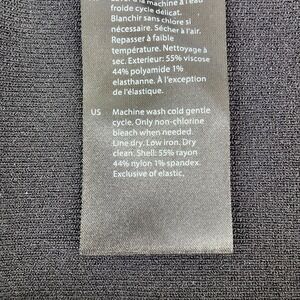 la machine à l'eau
froide cycle délicat.
Blanchir sans chlore si
nécessaire. Sécher à l'air.
Repasser à faible
température. Nettoyage à
sec. Exterieur: 55% viscose
44% polyamide 1%
elasthanne. À l'exception
de l'élastique.
US Machine wash cold gentle
cycle. Only non-chlorine
bleach when needed.
Line dry. Low iron. Dry
clean. Shell: 55% rayon
44% nylon 1% spandex.
Exclusive of elastic.